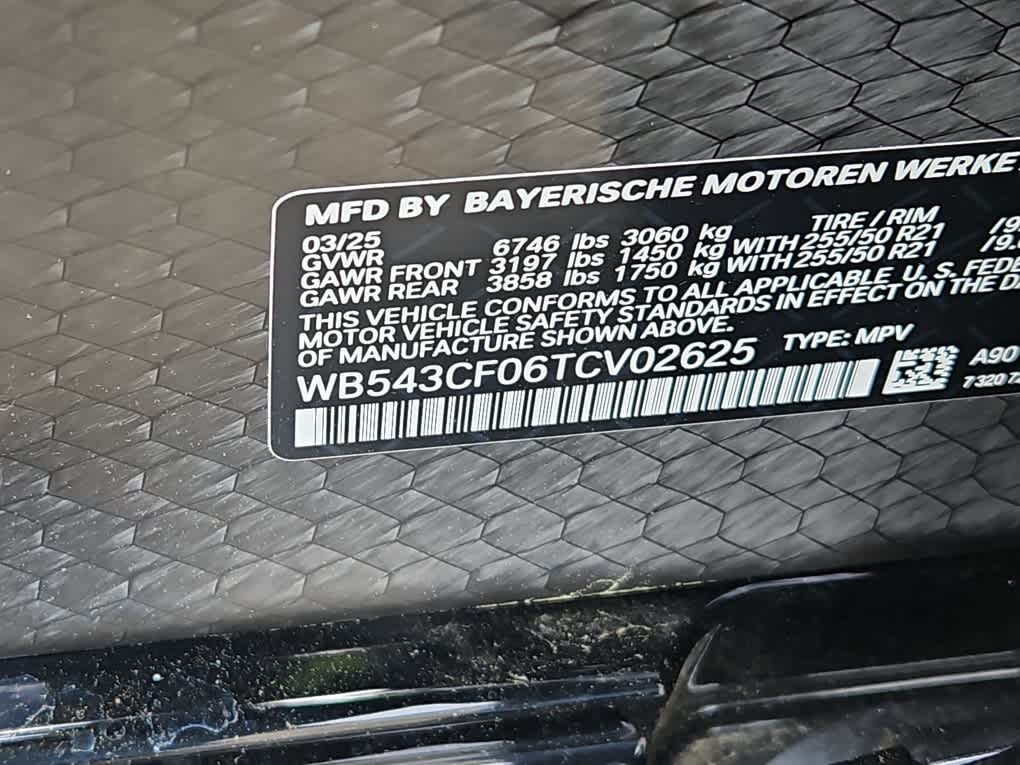 MFD BY BAYERISCHE MOTOREN WERKE
03/25 TIRE / RIM
GVWR 6746 lbs 3060 kg
GAWR FRONT 3197 lbs 1450 kg WITH 255/50 R21
GAWR REAR 3858 lbs 1750 kg WITH 255/50 R21
THIS VEHICLE CONFORMS TO ALL APPLICABLE U. S.
MOTOR VEHICLE SAFETY STANDARDS IN EFFECT ON THE
OF MANUFACTURE SHOWN ABOVE.
WB543CF06TCV02625 TYPE: MPV
A90
7 320